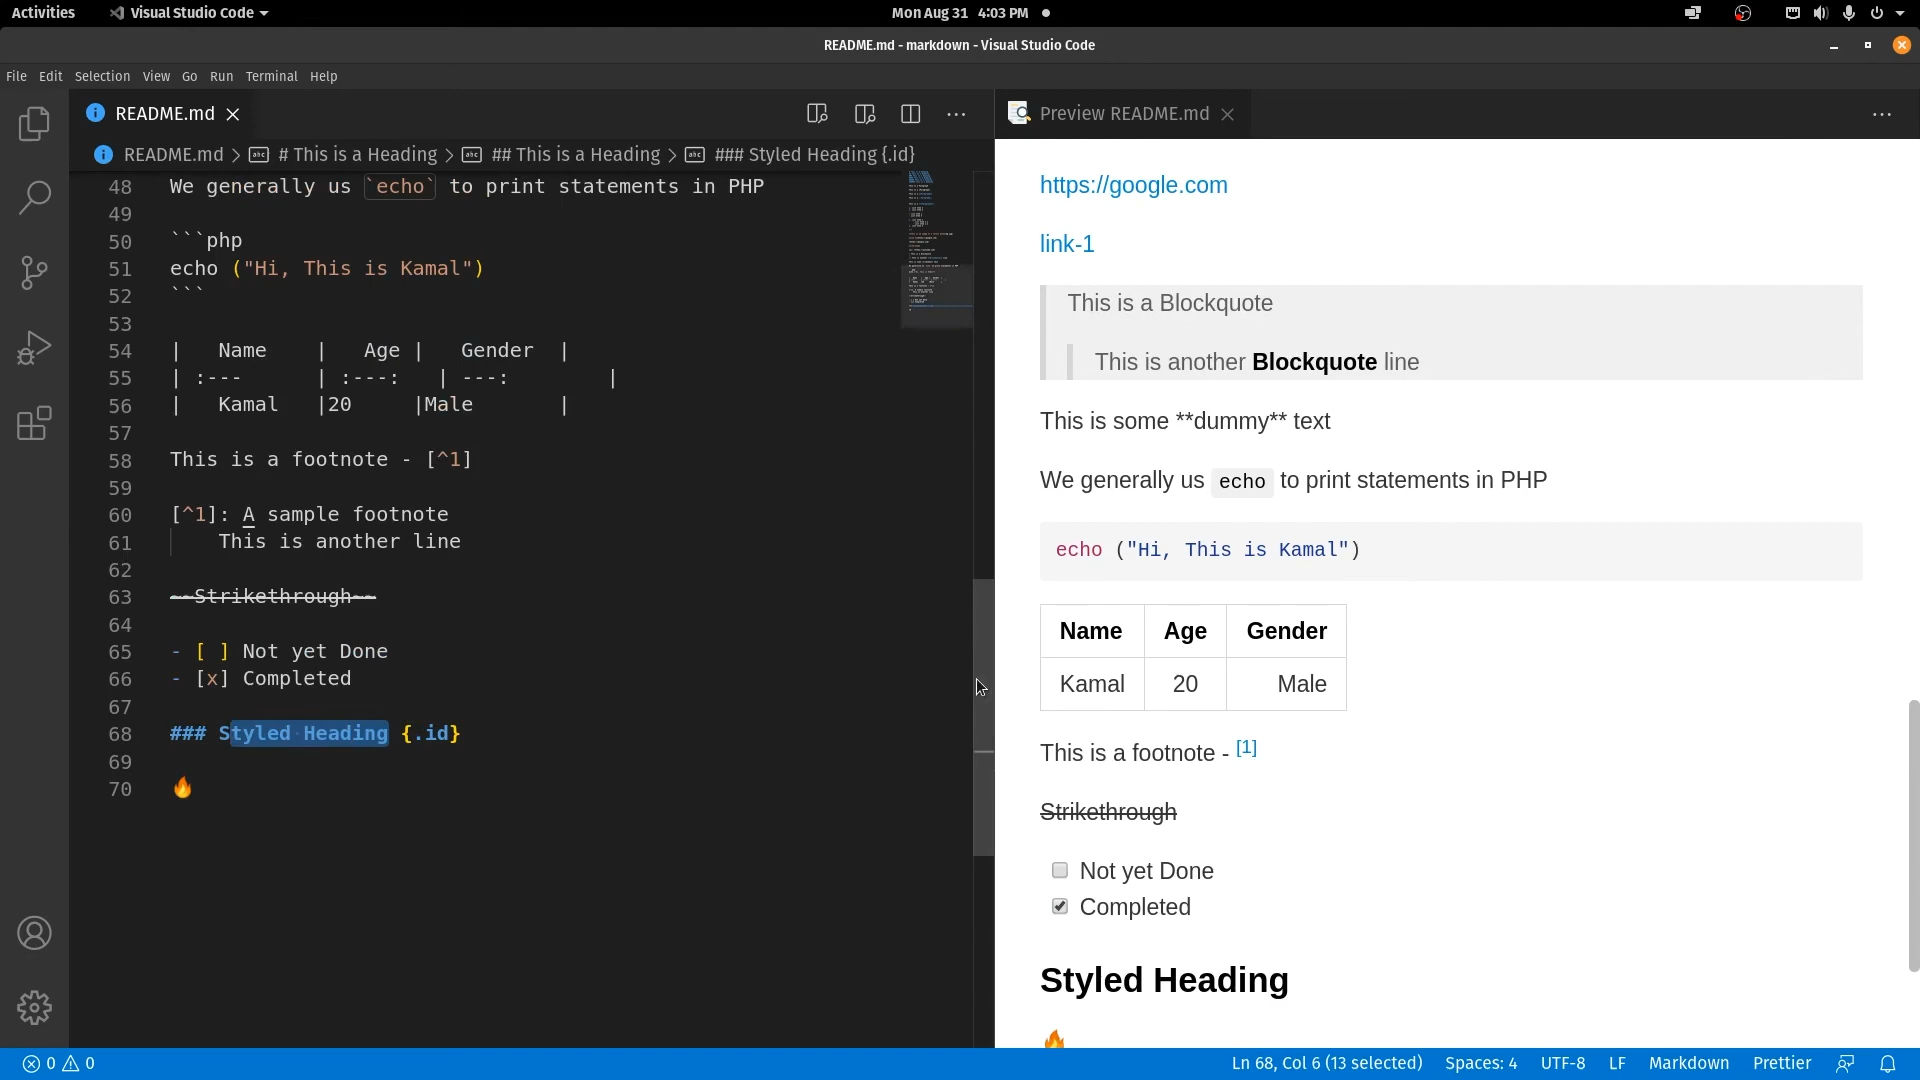 Activities Visual Studio Code Mon Aug 31 4:03 PM
README.md - markdown - Visual Studio Code
File Edit Selection View Go Run Terminal Help
README.md
README.md > # This is a Heading > ## This is a Heading > ### Styled Heading {.id}
48 We generally us `echo` to print statements in PHP
49
50 ```php
51 echo ("Hi, This is Kamal")
52 ```
53
54 | Name | Age | Gender |
55 | :--- | :---: | ---: |
56 | Kamal |20 |Male |
57
58 This is a footnote - [^1]
59
60 [^1]: A sample footnote
61 This is another line
62
63 ~~Strikethrough~~
64
65 - [ ] Not yet Done
66 - [x] Completed
67
68 ### Styled Heading {.id}
69
70 🔥
Preview README.md
https://google.com
link-1
This is a Blockquote
This is another Blockquote line
This is some **dummy** text
We generally us echo to print statements in PHP
echo ("Hi, This is Kamal")
Name Age Gender
Kamal 20 Male
This is a footnote - [1]
Strikethrough
Not yet Done
Completed
Styled Heading
🔥
0 0 Ln 68, Col 6 (13 selected) Spaces: 4 UTF-8 LF Markdown Prettier